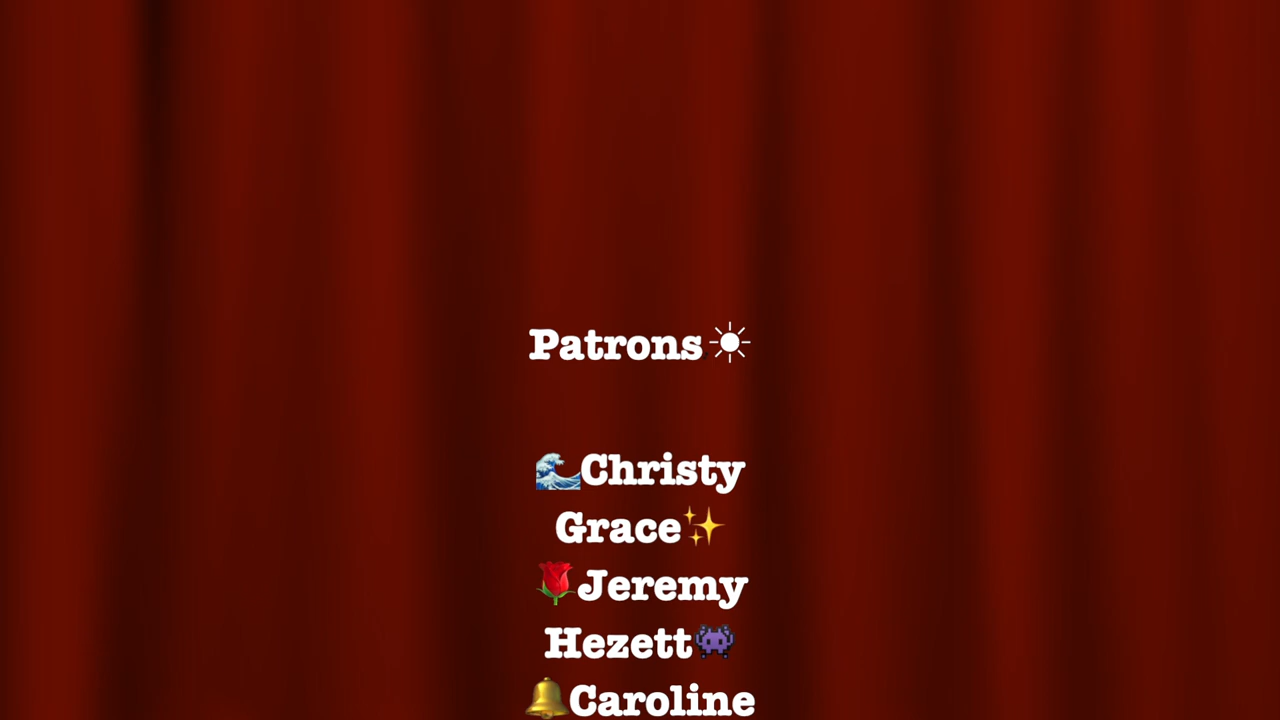 Patrons☀
🌊Christy
Grace✨
🌹Jeremy
Hezett👾
🔔Caroline